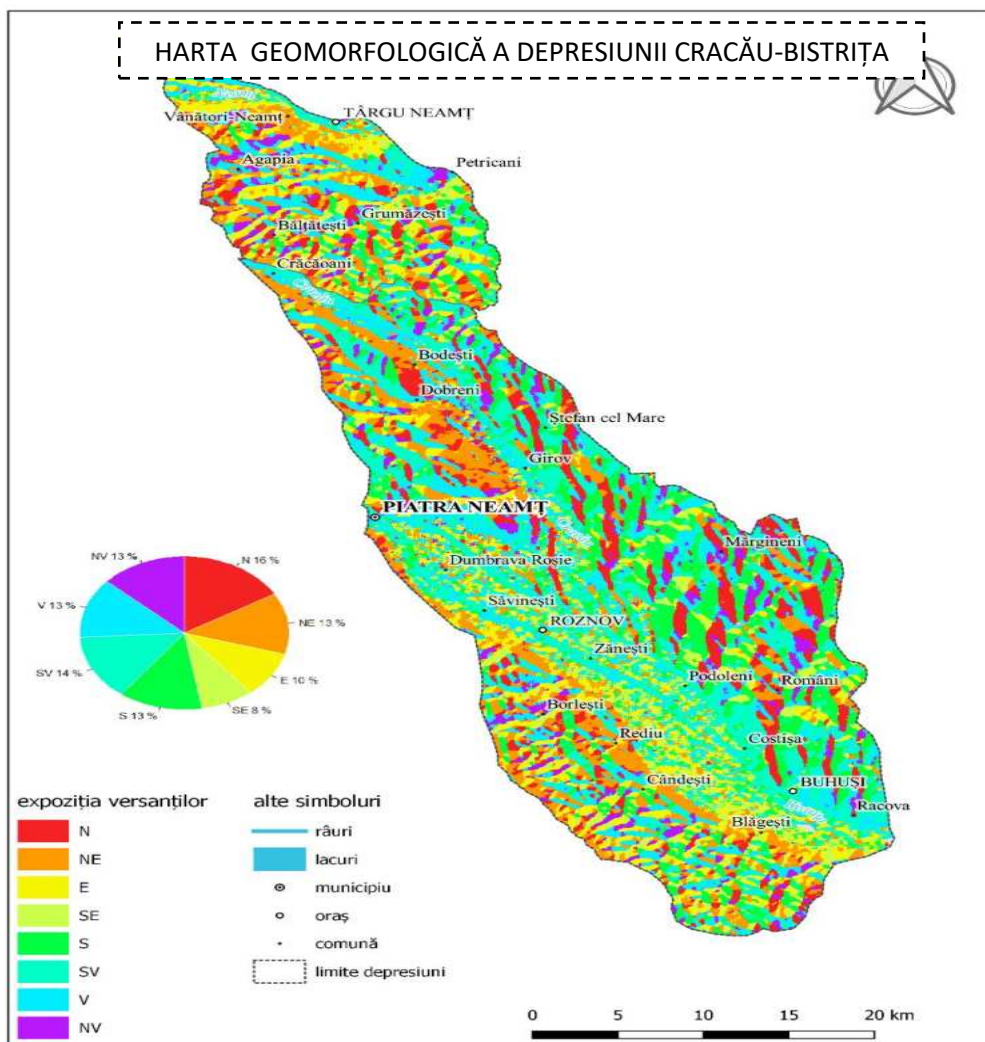 HARTA GEOMORFOLOGICĂ A DEPRESIUNII CRACĂU-BISTRIȚA
Vânători-Neamț
TÂRGU NEAMȚ
Petricani
Agapia
Grumăzești
Bălțătești
Crăcăoani
Bodești
Dobreni
Ștefan cel Mare
Girov
PIATRA NEAMȚ
Mărgineni
Dumbrava Roșie
Săvinești
ROZNOV
Zănești
Podoleni
Români
Borlești
Rediu
Costișa
Cândești
BUHUȘI
Racova
Blăgești
NV 13 %
N 16 %
V 13 %
NE 13 %
SV 14 %
E 10 %
S 13 %
SE 8 %
expoziția versanților
N
NE
E
SE
S
SV
V
NV
alte simboluri
râuri
lacuri
municipiu
oraș
comună
limite depresiuni
0 5 10 15 20 km